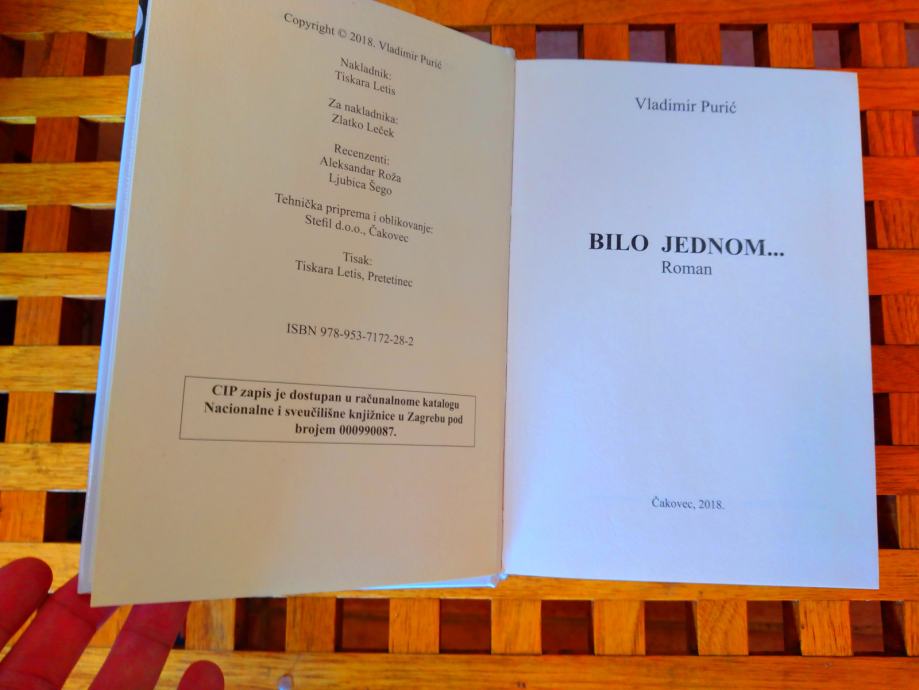 Copyright © 2018. Vladimir Purić
Nakladnik:
Tiskara Letis
Za nakladnika:
Zlatko Leček
Recenzenti:
Aleksandar Roža
Ljubica Šego
Tehnička priprema i oblikovanje:
Stefil d.o.o., Čakovec
Tisak:
Tiskara Letis, Pretetinec
ISBN 978-953-7172-28-2
CIP zapis je dostupan u računalnome katalogu
Nacionalne i sveučilišne knjižnice u Zagrebu pod
brojem 000990087.
Vladimir Purić
BILO JEDNOM...
Roman
Čakovec, 2018.